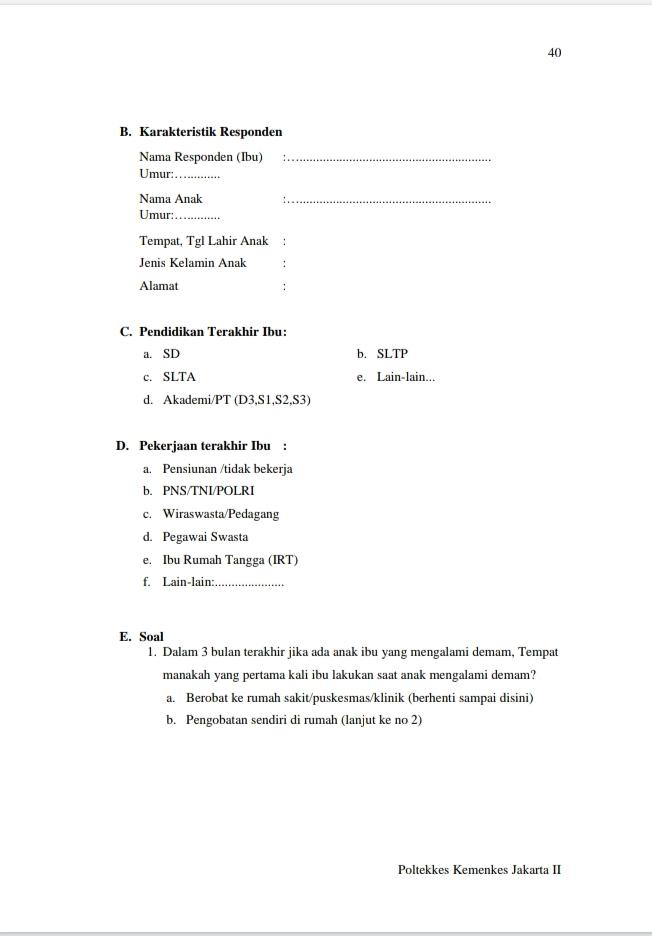 40
B. Karakteristik Responden
Nama Responden (Ibu) :.................................................................
Umur:..............
Nama Anak :.................................................................
Umur:..............
Tempat, Tgl Lahir Anak :
Jenis Kelamin Anak :
Alamat :
C. Pendidikan Terakhir Ibu:
a. SD b. SLTP
c. SLTA e. Lain-lain...
d. Akademi/PT (D3,S1,S2,S3)
D. Pekerjaan terakhir Ibu :
a. Pensiunan /tidak bekerja
b. PNS/TNI/POLRI
c. Wiraswasta/Pedagang
d. Pegawai Swasta
e. Ibu Rumah Tangga (IRT)
f. Lain-lain:.....................
E. Soal
1. Dalam 3 bulan terakhir jika ada anak ibu yang mengalami demam, Tempat
manakah yang pertama kali ibu lakukan saat anak mengalami demam?
a. Berobat ke rumah sakit/puskesmas/klinik (berhenti sampai disini)
b. Pengobatan sendiri di rumah (lanjut ke no 2)
Poltekkes Kemenkes Jakarta II